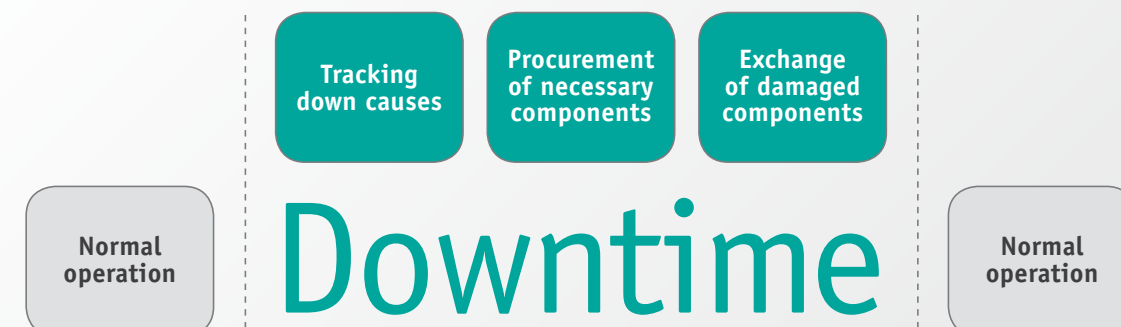 Tracking
down causes
Procurement
of necessary
components
Exchange
of damaged
components
Normal
operation
Downtime
Normal
operation